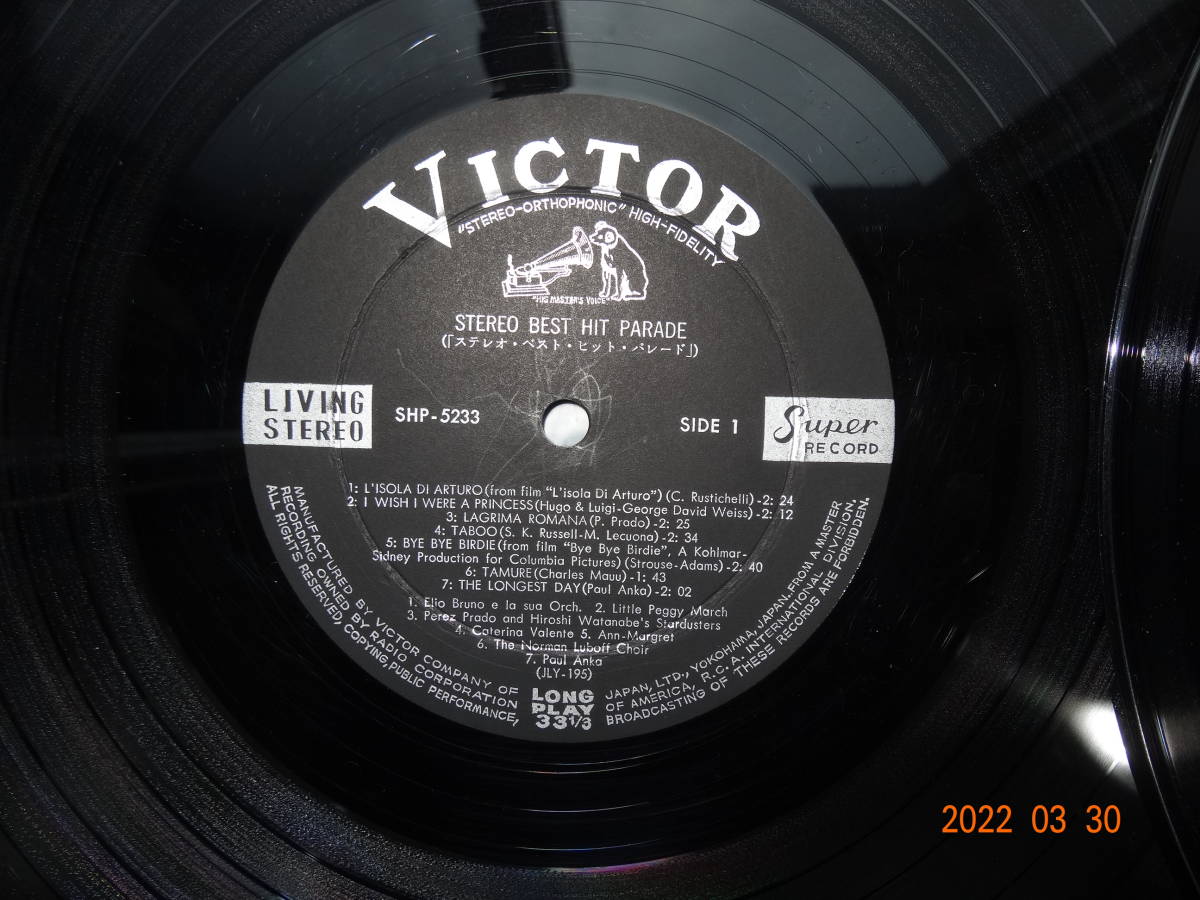 VICTOR
"STEREO-ORTHOPHONIC" HIGH-FIDELITY
"HIS MASTER'S VOICE"
STEREO BEST HIT PARADE
(「ステレオ・ベスト・ヒット・パレード」)
LIVING
STEREO
SHP-5233
SIDE 1
Super
RECORD
1: L'ISOLA DI ARTURO (from film "L'isola Di Arturo") (C. Rustichelli)-2: 24
2: I WISH I WERE A PRINCESS (Hugo & Luigi-George David Weiss)-2: 12
3: LAGRIMA ROMANA (P. Prado)-2: 25
4: TABOO (S. K. Russell-M. Lecuona)-2: 34
5: BYE BYE BIRDIE (from film "Bye Bye Birdie", A Kohlmar-
Sidney Production for Columbia Pictures) (Strouse-Adams)-2: 40
6: TAMURE (Charles Mauu)-1: 43
7: THE LONGEST DAY (Paul Anka)-2: 02
1. Elio Bruno e la sua Orch. 2. Little Peggy March
3. Perez Prado and Hiroshi Watanabe's Stardusters
4. Caterina Valente 5. Ann-Margret
6. The Norman Luboff Choir
7. Paul Anka
(JLY-195)
LONG
PLAY
33 1/3
MANUFACTURED BY VICTOR COMPANY OF JAPAN, LTD., YOKOHAMA, JAPAN, FROM A MASTER
RECORDING OWNED BY RADIO CORPORATION OF AMERICA, R.C.A. INTERNATIONAL DIVISION,
ALL RIGHTS RESERVED, COPYING, PUBLIC PERFORMANCE, BROADCASTING OF THESE RECORDS ARE FORBIDDEN.
2022 03 30